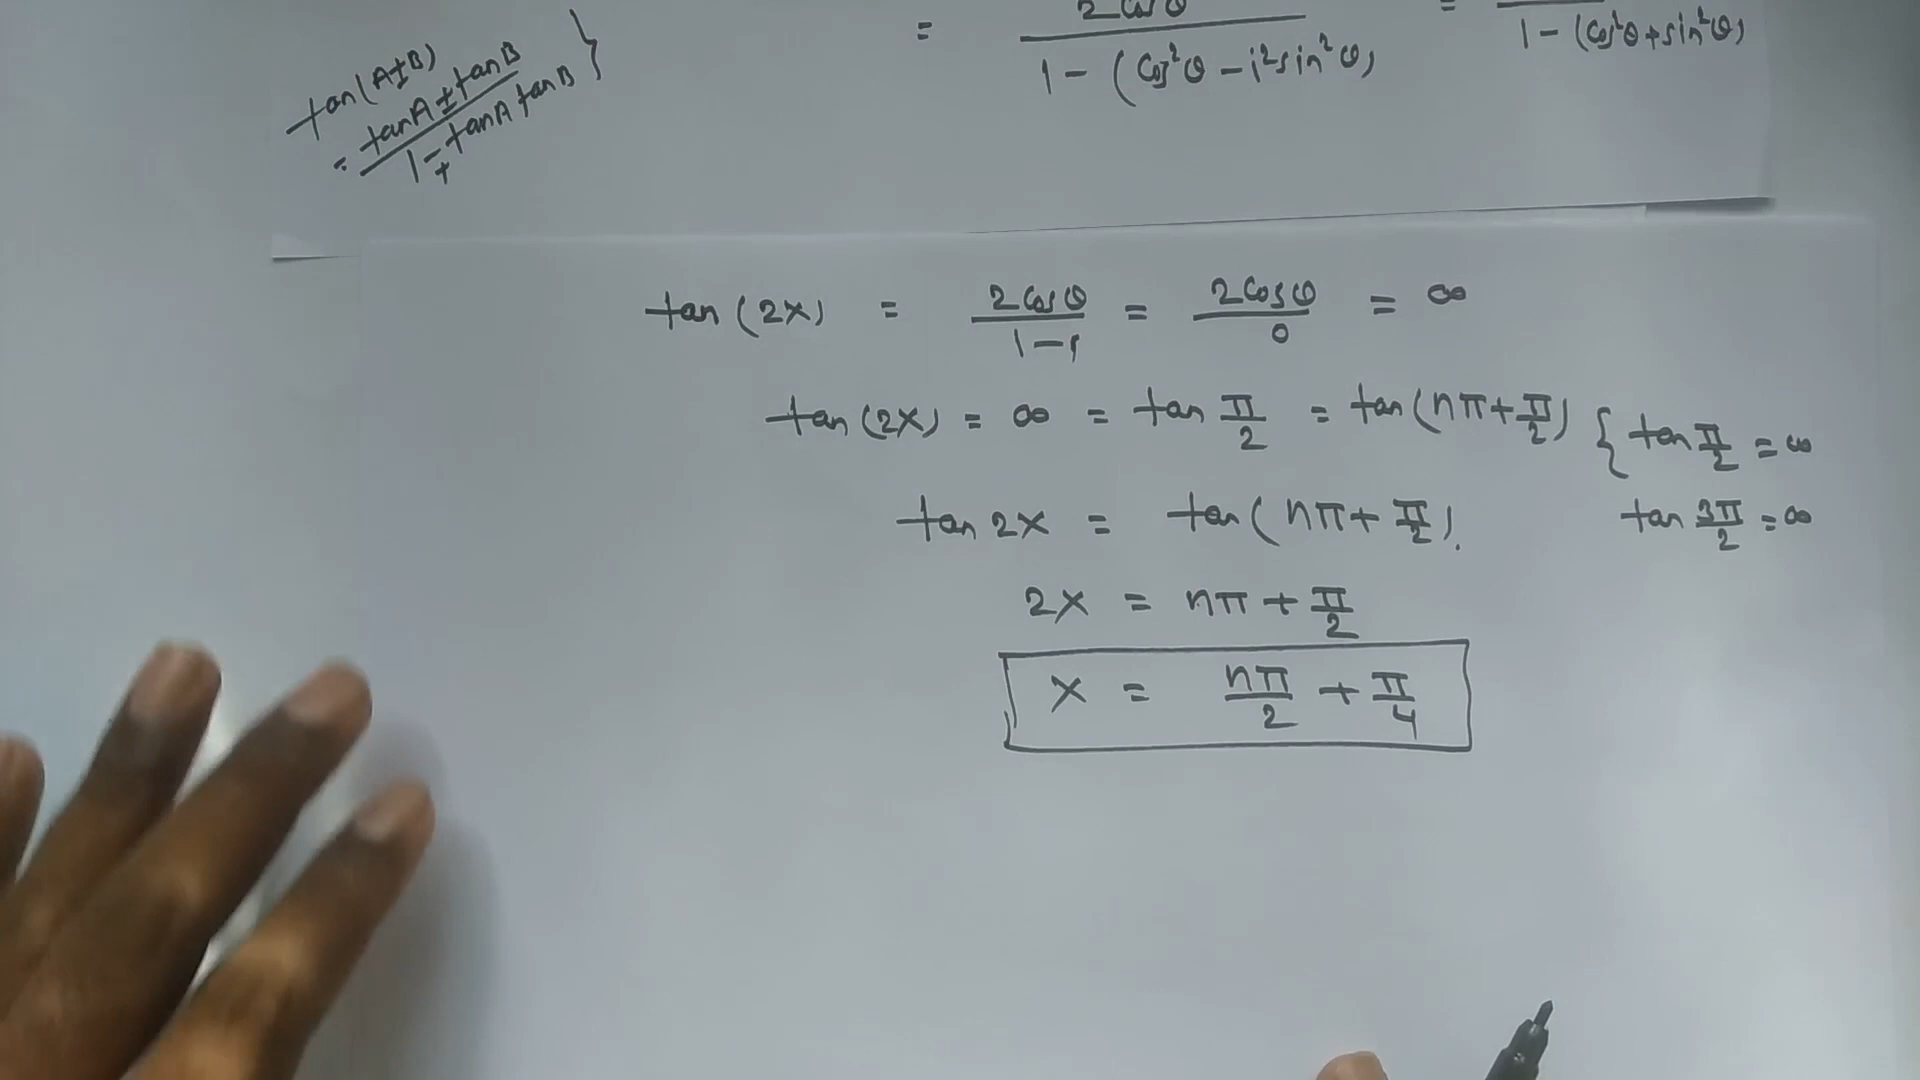 tan(A±B)
= tanA ± tanB / 1 ∓ tanA tanB }
= 2 cos θ / 1 - (cos²θ - i²sin²θ) = 1 - (cos²θ + sin²θ)
tan(2x) = 2cosθ / 1-1 = 2cosθ / 0 = ∞
tan(2x) = ∞ = tan π/2 = tan(nπ + π/2) { tan π/2 = ∞
tan 2x = tan(nπ + π/2). tan 3π/2 = ∞
2x = nπ + π/2
x = nπ/2 + π/4